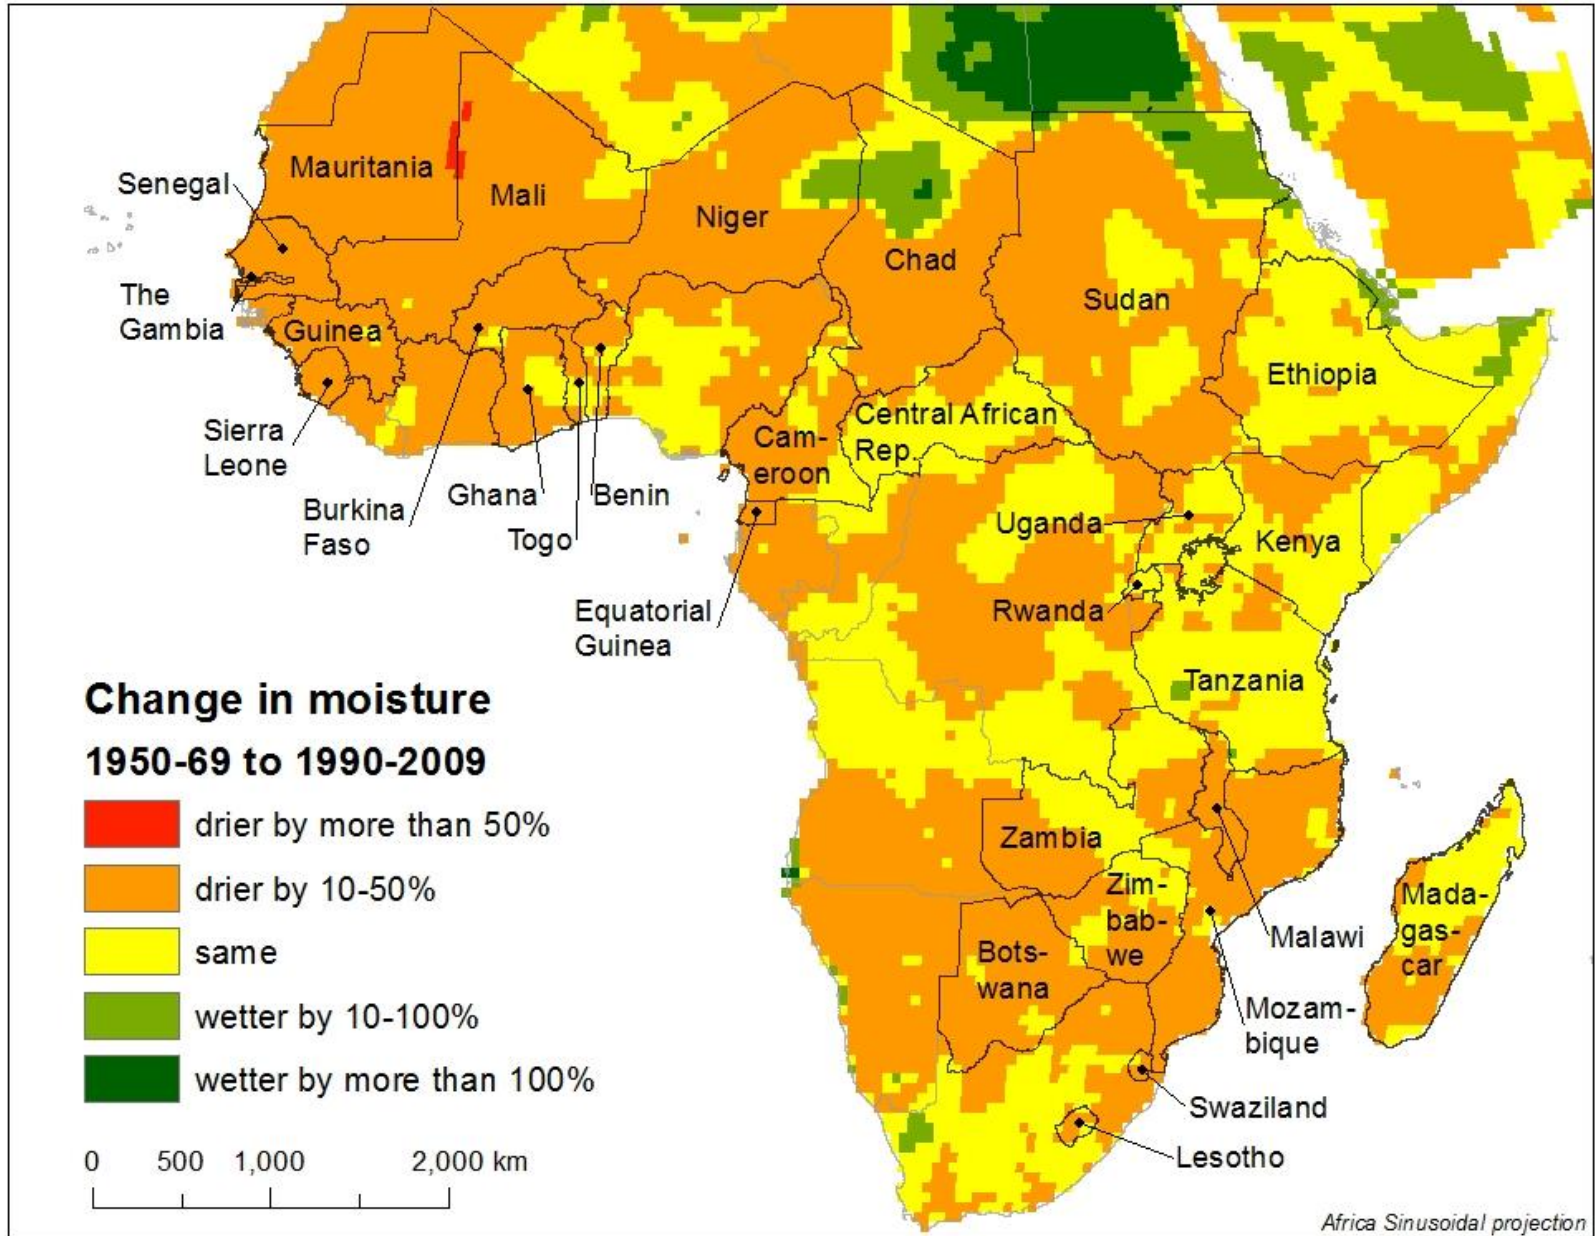 Senegal
Mauritania
Mali
Niger
Chad
Sudan
The
Gambia
Guinea
Ethiopia
Sierra
Leone
Central African
Rep.
Cam-
eroon
Burkina
Faso
Ghana
Benin
Togo
Uganda
Kenya
Equatorial
Guinea
Rwanda
Tanzania
Change in moisture
1950-69 to 1990-2009
drier by more than 50%
drier by 10-50%
same
wetter by 10-100%
wetter by more than 100%
0 500 1,000 2,000 km
Zambia
Zim-
bab-
we
Mada-
gas-
car
Malawi
Bots-
wana
Mozam-
bique
Swaziland
Lesotho
Africa Sinusoidal projection